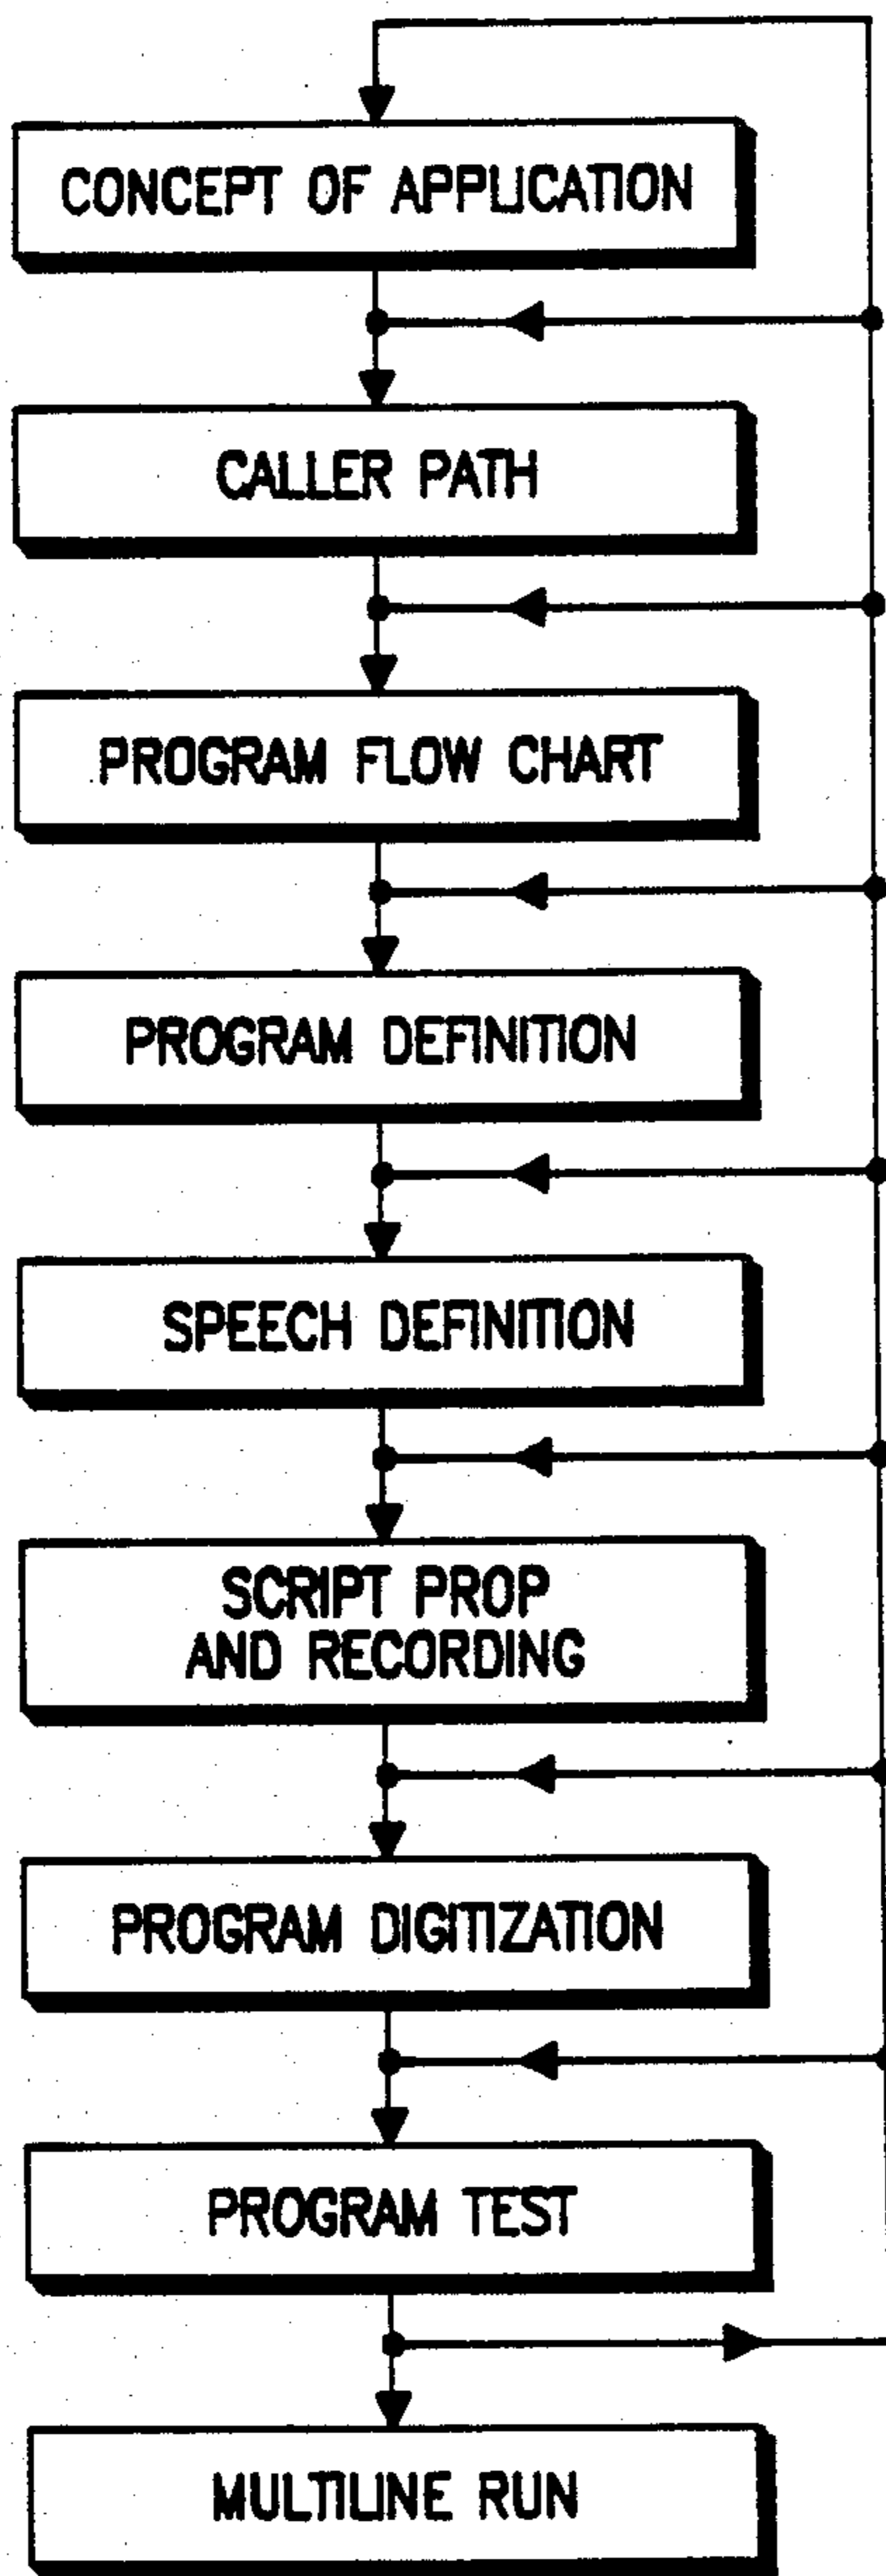 CONCEPT OF APPLICATION
CALLER PATH
PROGRAM FLOW CHART
PROGRAM DEFINITION
SPEECH DEFINITION
SCRIPT PROP
AND RECORDING
PROGRAM DIGITIZATION
PROGRAM TEST
MULTILINE RUN